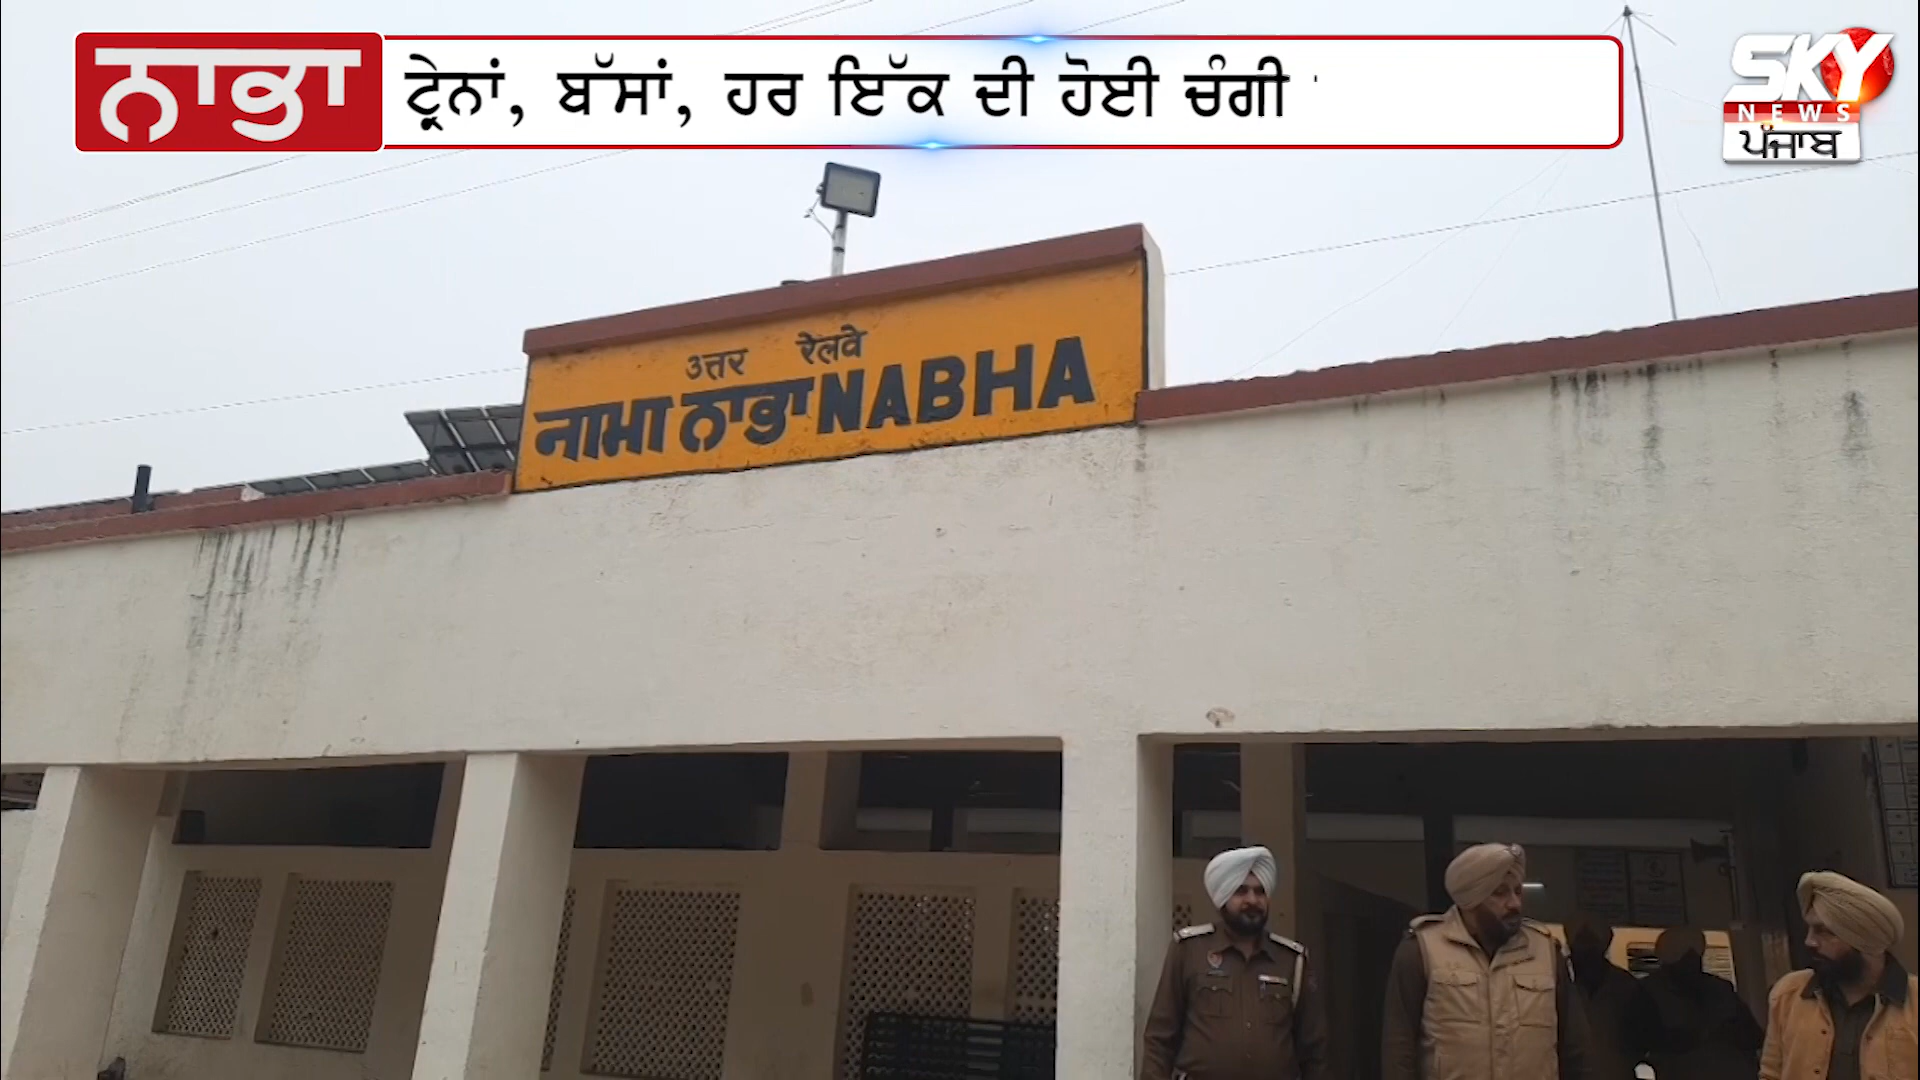 ਨਾਭਾ
ਟ੍ਰੇਨਾਂ, ਬੱਸਾਂ, ਹਰ ਇੱਕ ਦੀ ਹੋਈ ਚੰਗੀ
SKY
NEWS
ਪੰਜਾਬ
उत्तर रेलवे
नाभा ਨਾਭਾ NABHA